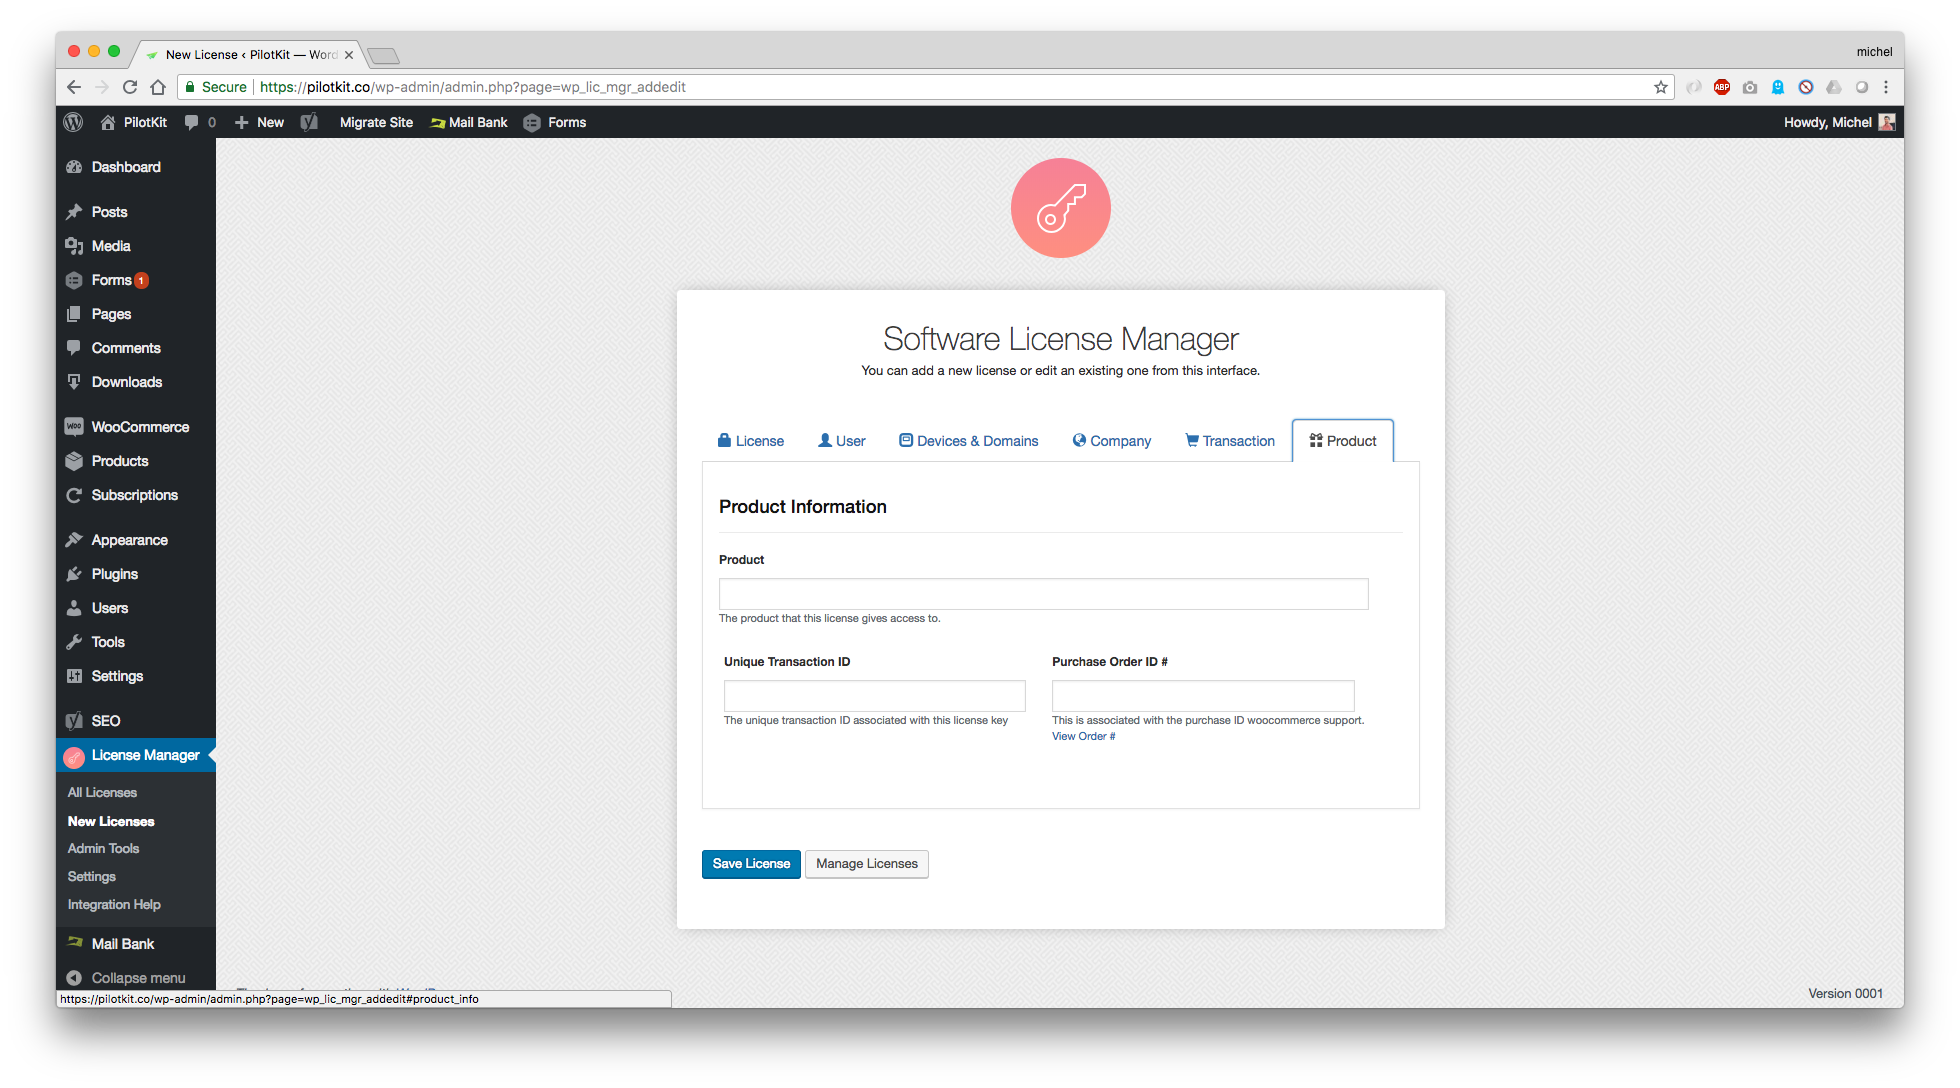 New License ‹ PilotKit — Word
michel
Secure https://pilotkit.co/wp-admin/admin.php?page=wp_lic_mgr_addedit
ABP
PilotKit 0 New Migrate Site Mail Bank Forms
Howdy, Michel
Dashboard
Posts
Media
Forms 1
Pages
Comments
Downloads
WooCommerce
Products
Subscriptions
Appearance
Plugins
Users
Tools
Settings
SEO
License Manager
All Licenses
New Licenses
Admin Tools
Settings
Integration Help
Mail Bank
Collapse menu
Software License Manager
You can add a new license or edit an existing one from this interface.
License User Devices & Domains Company Transaction Product
Product Information
Product
The product that this license gives access to.
Unique Transaction ID
The unique transaction ID associated with this license key
Purchase Order ID #
This is associated with the purchase ID woocommerce support.
View Order #
Save License Manage Licenses
https://pilotkit.co/wp-admin/admin.php?page=wp_lic_mgr_addedit#product_info
Version 0001